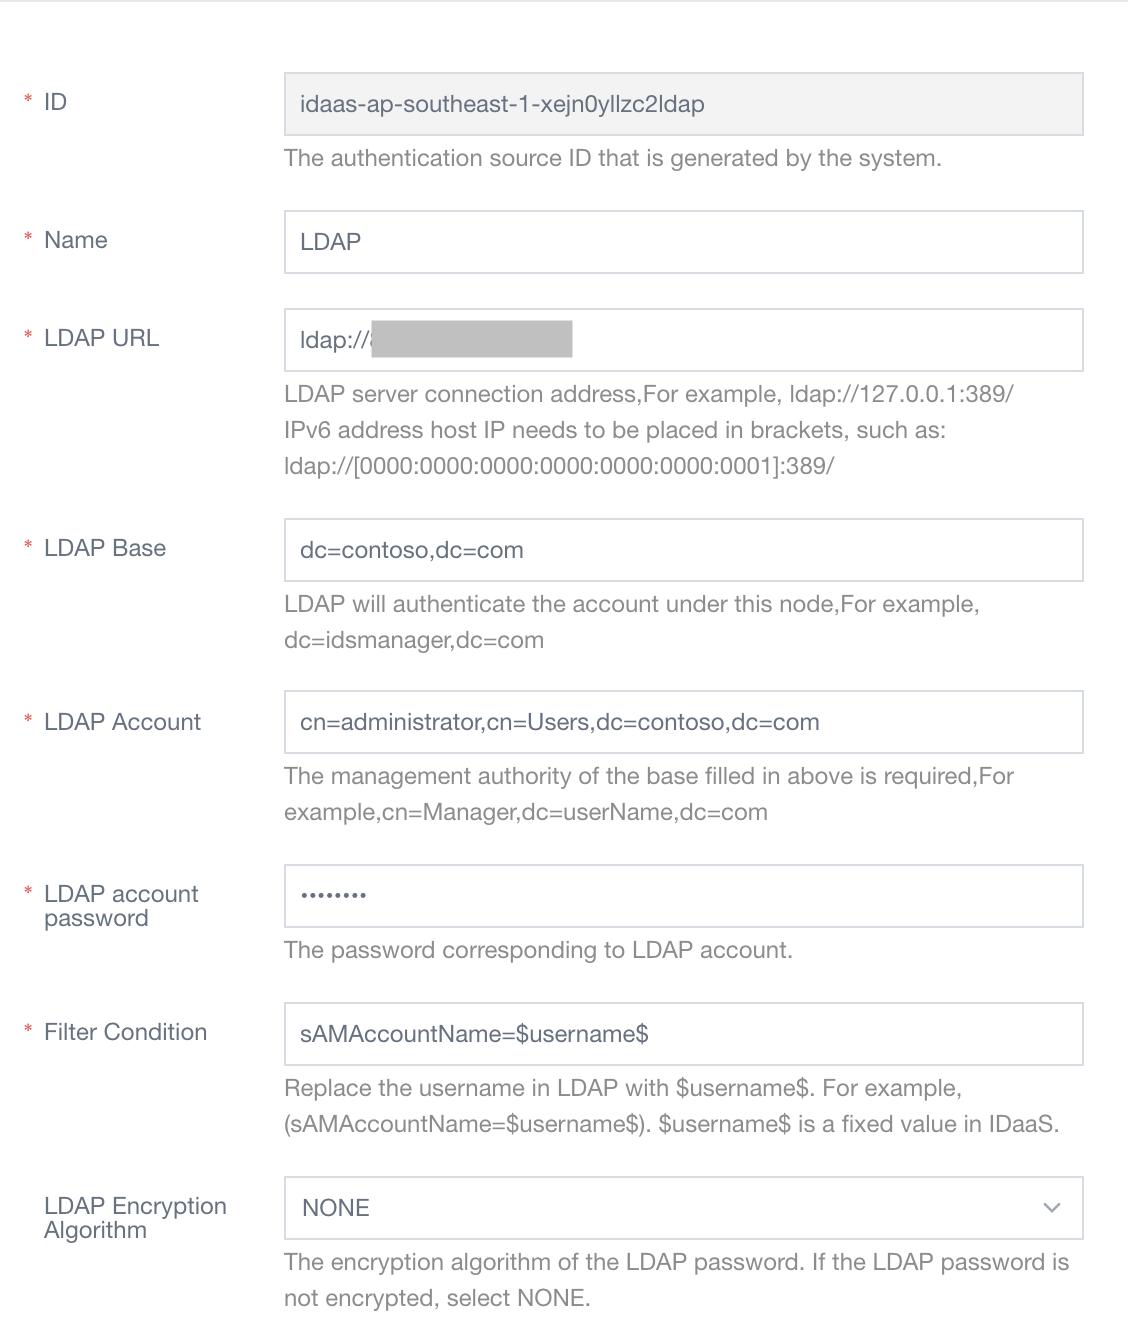 * ID
idaas-ap-southeast-1-xejn0yllzc2ldap
The authentication source ID that is generated by the system.
* Name
LDAP
* LDAP URL
ldap://
LDAP server connection address,For example, ldap://127.0.0.1:389/
IPv6 address host IP needs to be placed in brackets, such as:
ldap://[0000:0000:0000:0000:0000:0000:0001]:389/
* LDAP Base
dc=contoso,dc=com
LDAP will authenticate the account under this node,For example,
dc=idsmanager,dc=com
* LDAP Account
cn=administrator,cn=Users,dc=contoso,dc=com
The management authority of the base filled in above is required,For
example,cn=Manager,dc=userName,dc=com
* LDAP account
password
••••••••
The password corresponding to LDAP account.
* Filter Condition
sAMAccountName=$username$
Replace the username in LDAP with $username$. For example,
(sAMAccountName=$username$). $username$ is a fixed value in IDaaS.
LDAP Encryption
Algorithm
NONE
The encryption algorithm of the LDAP password. If the LDAP password is
not encrypted, select NONE.